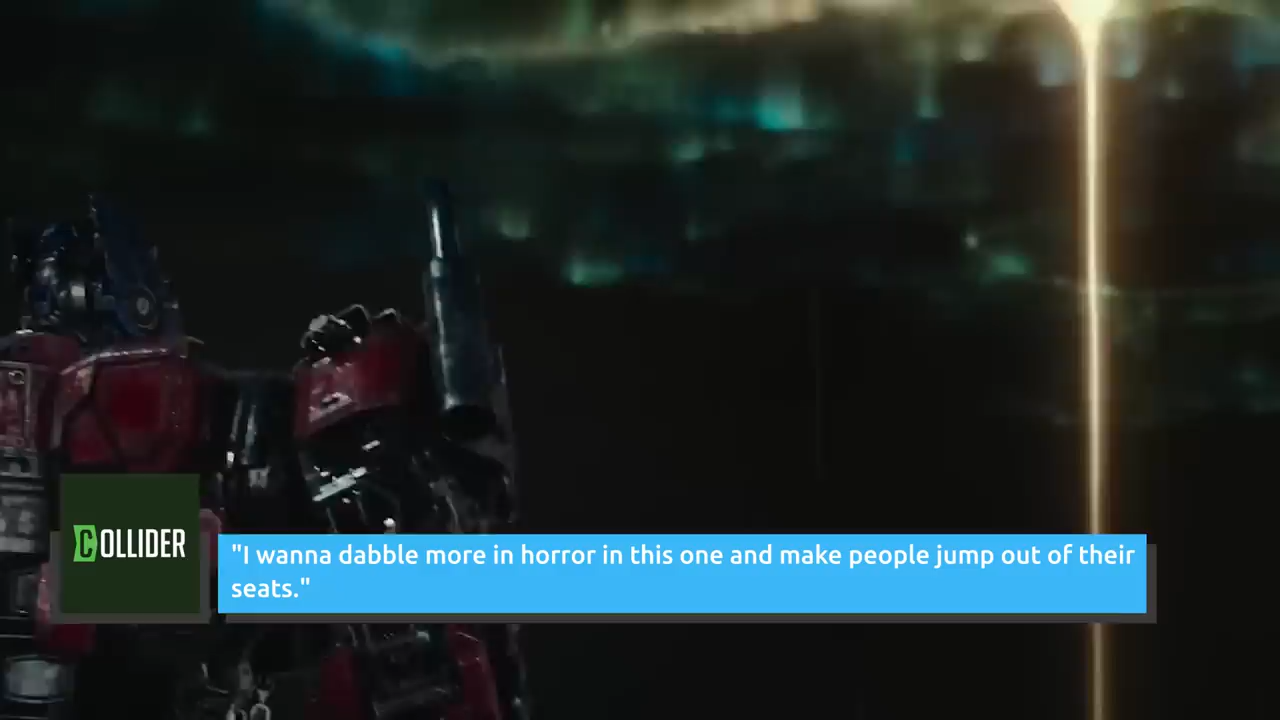 COLLIDER
"I wanna dabble more in horror in this one and make people jump out of their
seats."